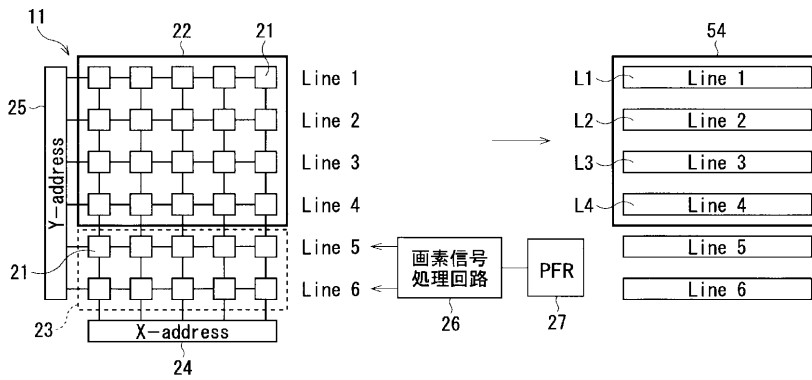 11
22
21
54
25
Y-address
Line 1
Line 2
Line 3
Line 4
Line 5
Line 6
L1
Line 1
L2
Line 2
L3
Line 3
L4
Line 4
Line 5
Line 6
21
画素信号
処理回路
PFR
26
27
23
X-address
24